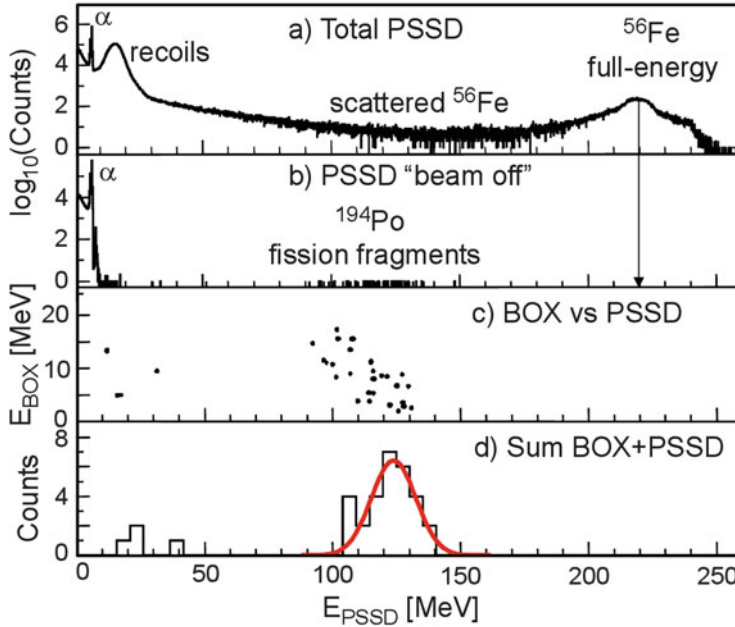 log₁₀(Counts)
6
4
2
0
α
recoils
a) Total PSSD
scattered ⁵⁶Fe
⁵⁶Fe
full-energy
4
2
0
α
b) PSSD “beam off”
¹⁹⁴Po
fission fragments
E_BOX [MeV]
20
10
0
c) BOX vs PSSD
Counts
8
4
0
d) Sum BOX+PSSD
0 50 100 150 200 250
E_PSSD [MeV]